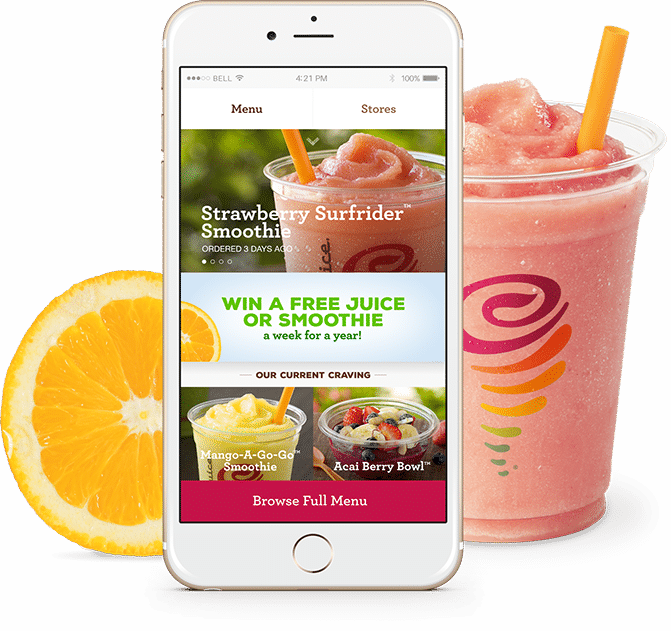 BELL
4:21 PM
100%
Menu
Stores
Strawberry Surfrider™
Smoothie
ORDERED 3 DAYS AGO
WIN A FREE JUICE
OR SMOOTHIE
a week for a year!
OUR CURRENT CRAVING
Mango-A-Go-Go™
Smoothie
Acai Berry Bowl™
Browse Full Menu